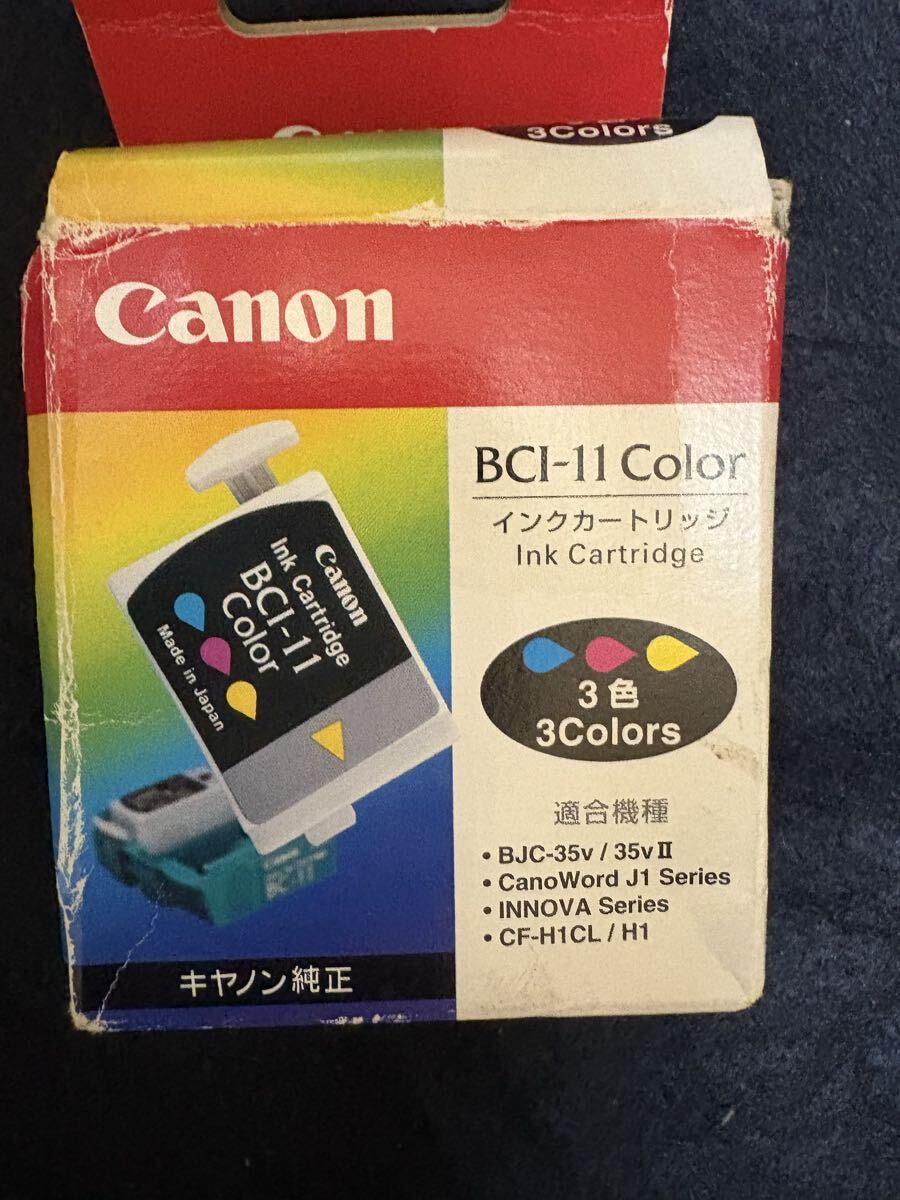 3Colors
Canon
BCI-11 Color
インクカートリッジ
Ink Cartridge
Canon
Ink Cartridge
BCI-11
Color
Made in Japan
3色
3Colors
適合機種
• BJC-35v / 35vⅡ
• CanoWord J1 Series
• INNOVA Series
• CF-H1CL / H1
キヤノン純正